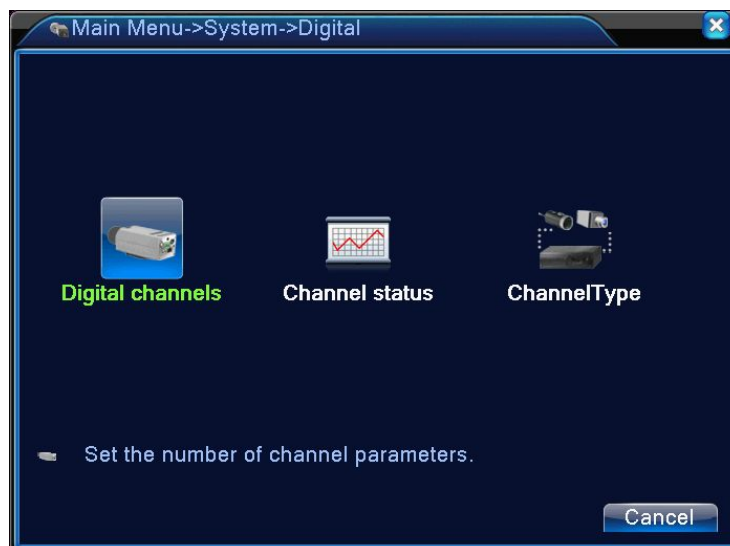 Main Menu->System->Digital
Digital channels
Channel status
ChannelType
Set the number of channel parameters.
Cancel